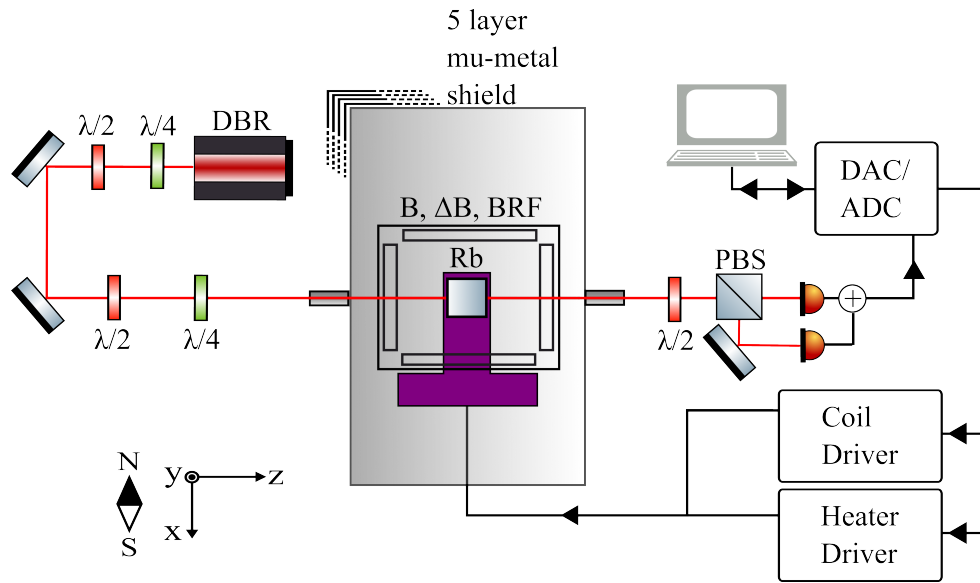 5 layer
mu-metal
shield
λ/2
λ/4
DBR
DAC/
ADC
B, ΔB, BRF
Rb
PBS
+
λ/2
λ/4
λ/2
Coil
Driver
N
S
y
z
x
Heater
Driver